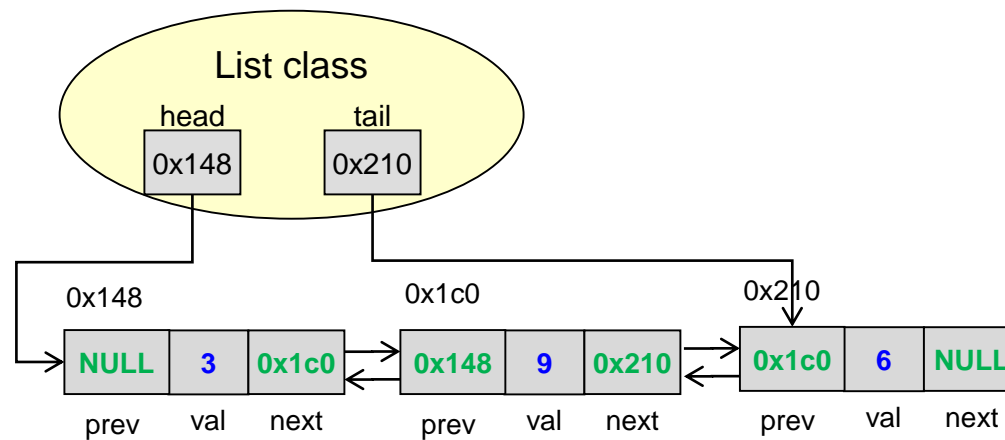 List class
head tail
0x148 0x210
0x148 0x1c0 0x210
NULL 3 0x1c0 0x148 9 0x210 0x1c0 6 NULL
prev val next prev val next prev val next